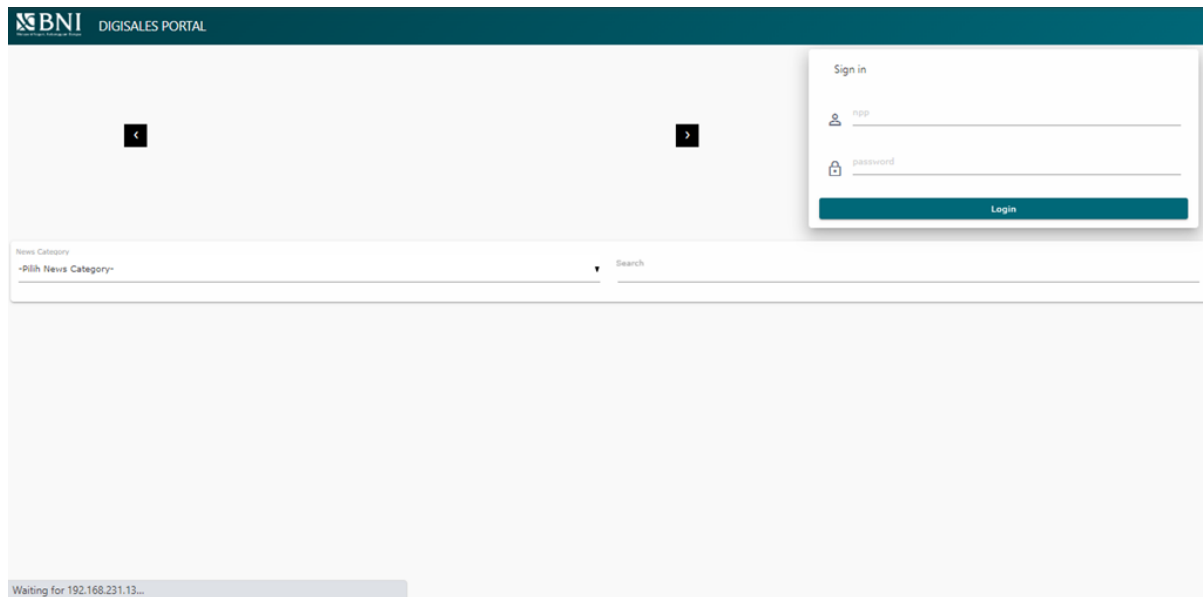 BNI
DIGISALES PORTAL
Sign in
npp
password
Login
News Category
-Pilih News Category-
Search
Waiting for 192.168.231.13...